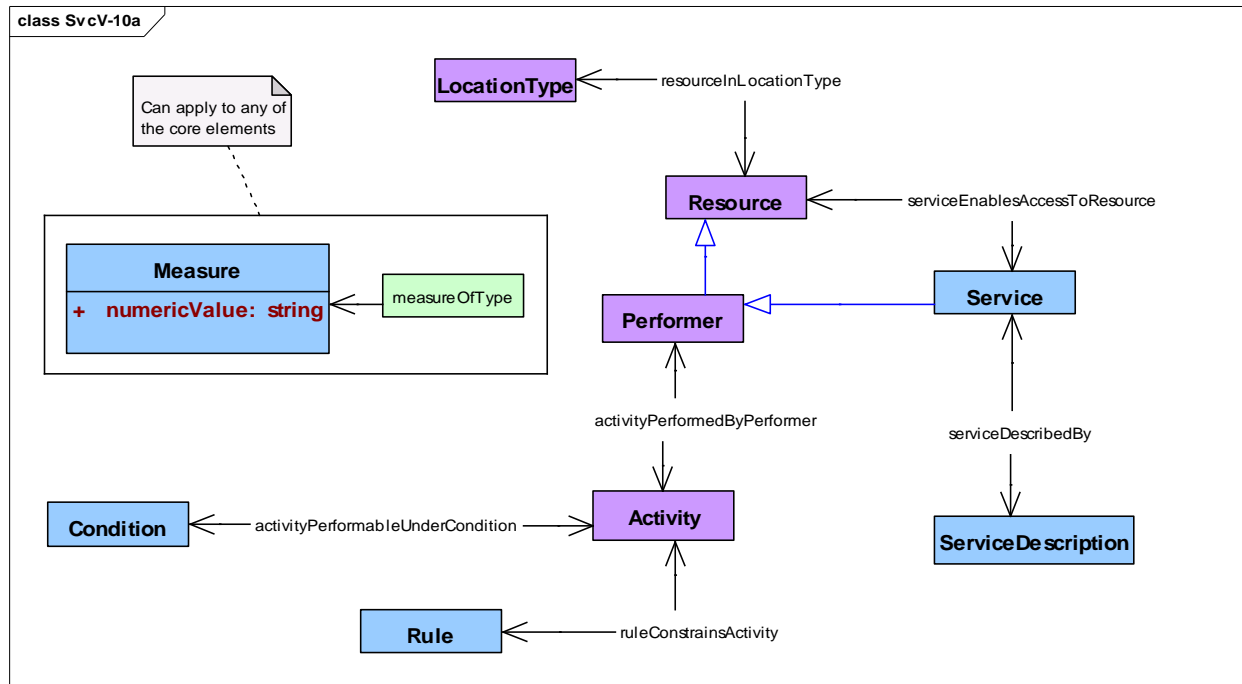 class SvcV-10a
LocationType
resourceInLocationType
Can apply to any of
the core elements
Resource
serviceEnablesAccessToResource
Measure
+ numericValue: string
measureOfType
Service
Performer
activityPerformedByPerformer
serviceDescribedBy
Condition
activityPerformableUnderCondition
Activity
ServiceDescription
Rule
ruleConstrainsActivity